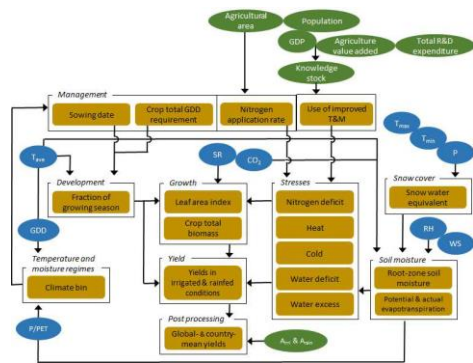 Agricultural
area
Population
GDP
Agriculture
value added
Total R&D
expenditure
Knowledge
stock
Management
Sowing date
Crop total GDD
requirement
Nitrogen
application rate
Use of improved
T&M
Tave
SR
CO2
Tmax
Tmin
P
Development
Fraction of
growing season
Growth
Leaf area index
Crop total
biomass
Stresses
Nitrogen deficit
Heat
Cold
Water deficit
Water excess
Snow cover
Snow water
equivalent
GDD
RH
WS
Temperature and
moisture regimes
Climate bin
Yield
Yields in
irrigated & rainfed
conditions
Soil moisture
Root-zone soil
moisture
Potential & actual
evapotranspiration
P/PET
Post processing
Global- & country-
mean yields